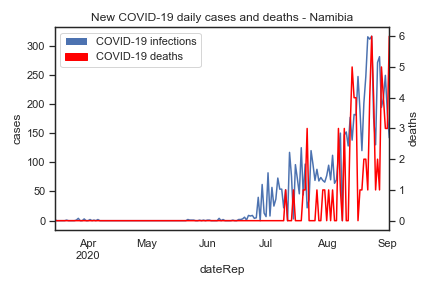 New COVID-19 daily cases and deaths - Namibia
COVID-19 infections
COVID-19 deaths
300
250
200
150
100
50
0
cases
6
5
4
3
2
1
0
deaths
Apr
2020
May
Jun
Jul
Aug
Sep
dateRep